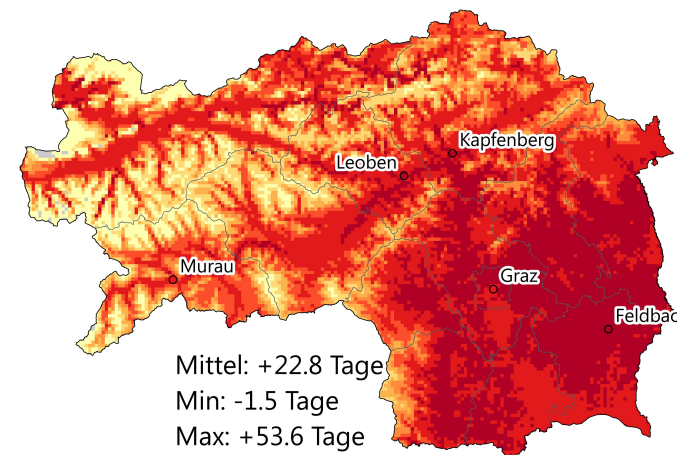 Kapfenberg
Leoben
Murau
Graz
Feldbac
Mittel: +22.8 Tage
Min: -1.5 Tage
Max: +53.6 Tage